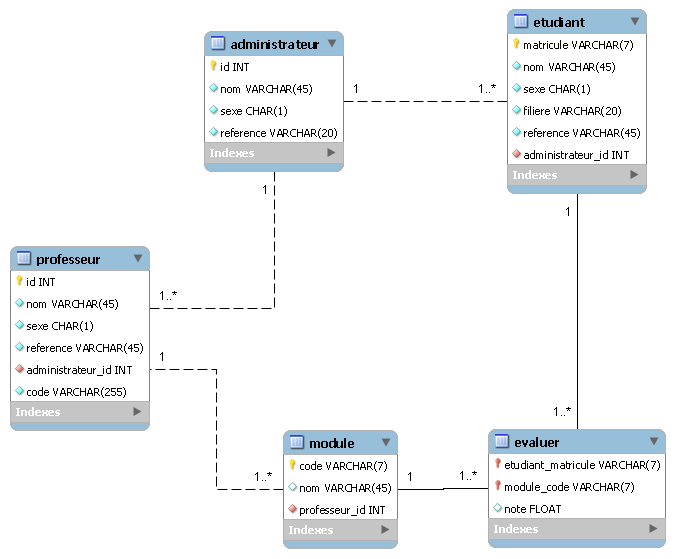 administrateur
id INT
nom VARCHAR(45)
sexe CHAR(1)
reference VARCHAR(20)
Indexes
1
1..*
etudiant
matricule VARCHAR(7)
nom VARCHAR(45)
sexe CHAR(1)
filiere VARCHAR(20)
reference VARCHAR(45)
administrateur_id INT
Indexes
1
1
1..*
professeur
id INT
nom VARCHAR(45)
sexe CHAR(1)
reference VARCHAR(45)
administrateur_id INT
code VARCHAR(255)
Indexes
1
1..*
module
code VARCHAR(7)
nom VARCHAR(45)
professeur_id INT
Indexes
1
1..*
1..*
evaluer
etudiant_matricule VARCHAR(7)
module_code VARCHAR(7)
note FLOAT
Indexes